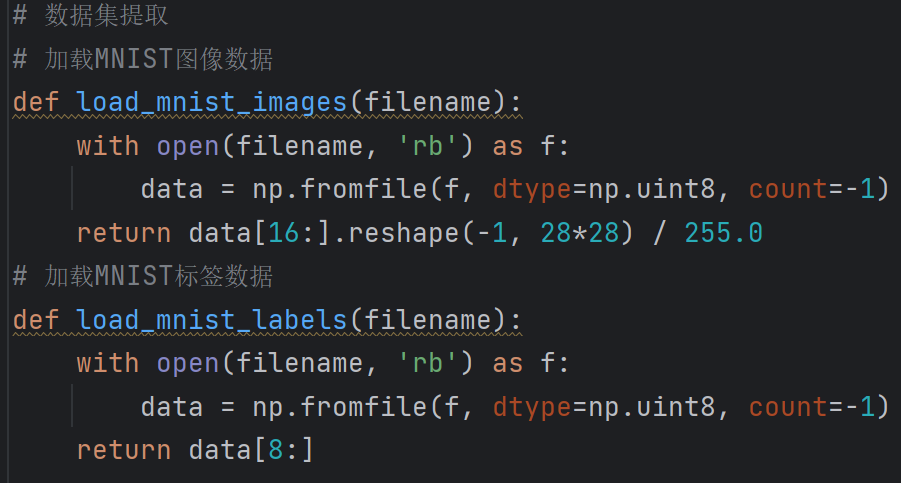 # 数据集提取
# 加载MNIST图像数据
def load_mnist_images(filename):
    with open(filename, 'rb') as f:
        data = np.fromfile(f, dtype=np.uint8, count=-1)
    return data[16:].reshape(-1, 28*28) / 255.0
# 加载MNIST标签数据
def load_mnist_labels(filename):
    with open(filename, 'rb') as f:
        data = np.fromfile(f, dtype=np.uint8, count=-1)
    return data[8:]